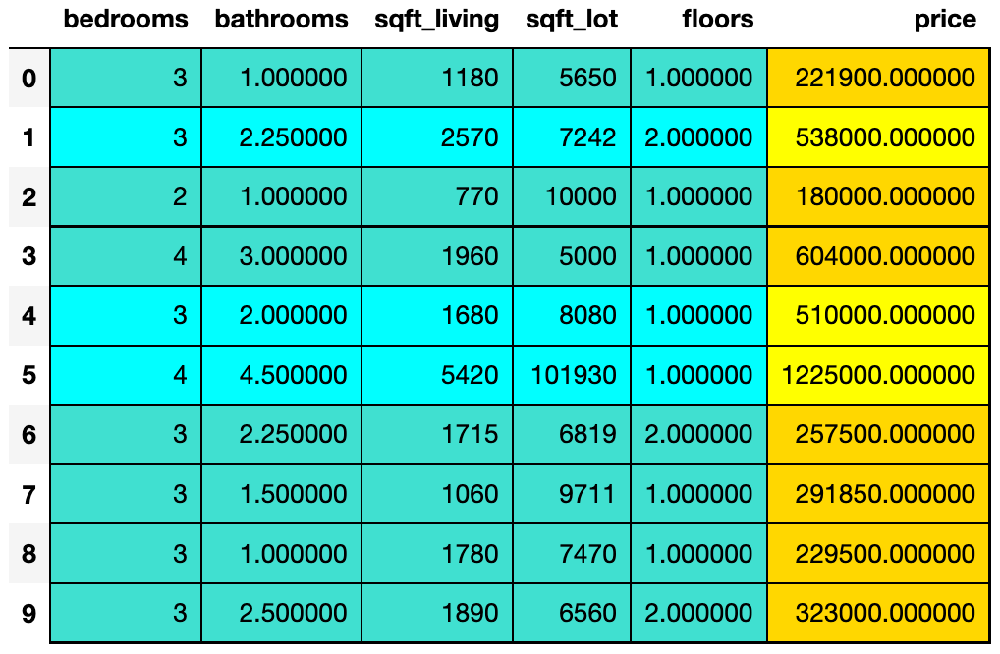 bedrooms bathrooms sqft_living sqft_lot floors price
0 3 1.000000 1180 5650 1.000000 221900.000000
1 3 2.250000 2570 7242 2.000000 538000.000000
2 2 1.000000 770 10000 1.000000 180000.000000
3 4 3.000000 1960 5000 1.000000 604000.000000
4 3 2.000000 1680 8080 1.000000 510000.000000
5 4 4.500000 5420 101930 1.000000 1225000.000000
6 3 2.250000 1715 6819 2.000000 257500.000000
7 3 1.500000 1060 9711 1.000000 291850.000000
8 3 1.000000 1780 7470 1.000000 229500.000000
9 3 2.500000 1890 6560 2.000000 323000.000000